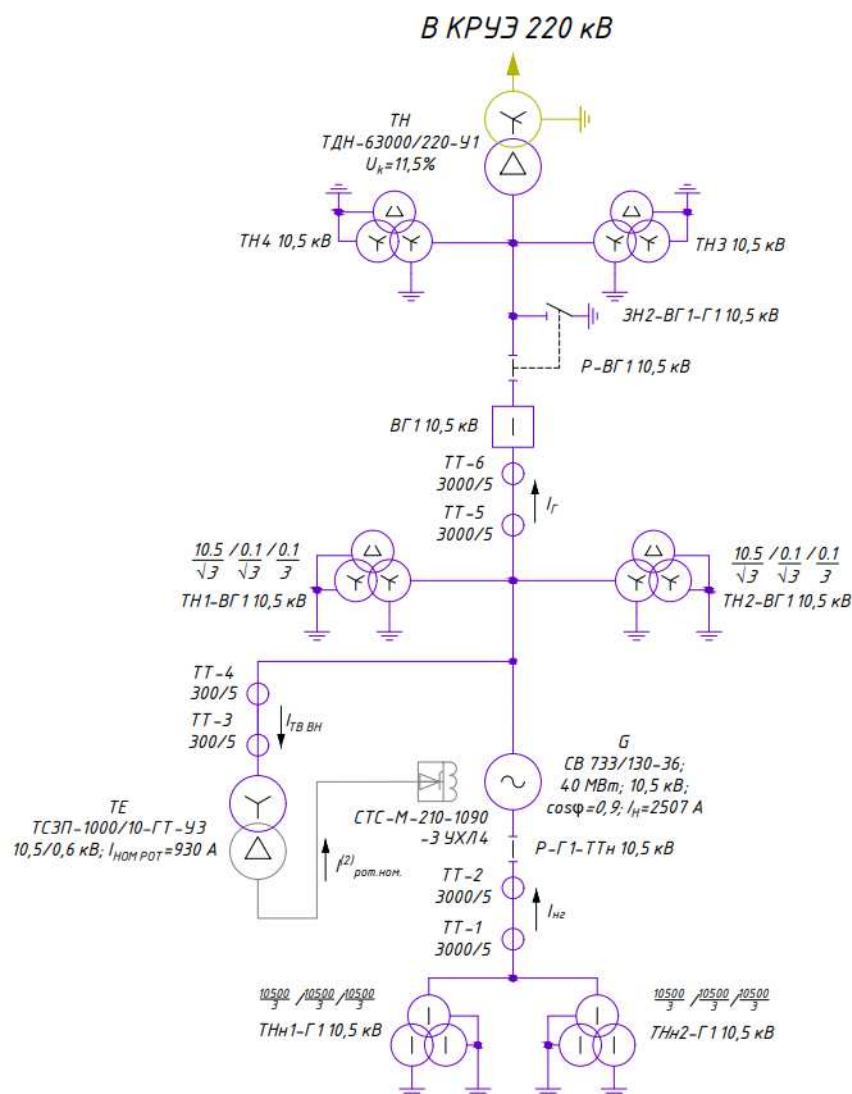 В КРУЭ 220 кВ
ТН
ТДН-63000/220-У1
Uk=11,5%
ТН4 10,5 кВ
ТН3 10,5 кВ
ЗН2-ВГ1-Г1 10,5 кВ
Р-ВГ1 10,5 кВ
ВГ1 10,5 кВ
ТТ-6
3000/5
ТТ-5
3000/5
IГ
10.5/√3 / 0.1/√3 / 0.1/3
ТН1-ВГ1 10,5 кВ
10.5/√3 / 0.1/√3 / 0.1/3
ТН2-ВГ1 10,5 кВ
ТТ-4
300/5
ТТ-3
300/5
IТВ ВН
G
СВ 733/130-36;
40 МВт; 10,5 кВ;
cosφ=0,9; IН=2507 А
ТЕ
ТСЗП-1000/10-ГТ-УЗ
10,5/0,6 кВ; IНОМ РОТ=930 А
СТС-М-210-1090
-3 УХЛ4
I(2)рот.ном.
Р-Г1-ТТн 10,5 кВ
ТТ-2
3000/5
ТТ-1
3000/5
Iнг
10500/3 / 10500/3 / 10500/3
ТНн1-Г1 10,5 кВ
10500/3 / 10500/3 / 10500/3
ТНн2-Г1 10,5 кВ